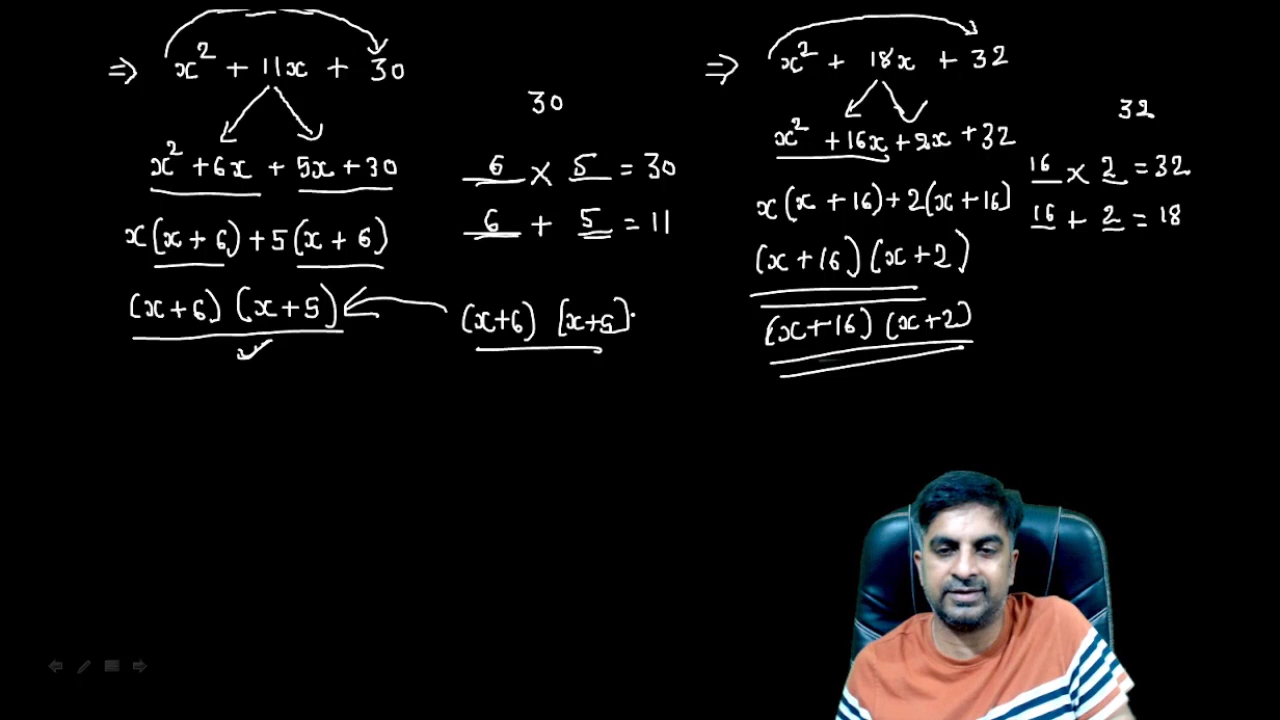 ⇒ x² + 11x + 30
x² + 6x + 5x + 30
x(x + 6) + 5(x + 6)
(x + 6) (x + 5)
30
6 × 5 = 30
6 + 5 = 11
(x+6) (x+5)
⇒ x² + 18x + 32
x² + 16x + 2x + 32
x(x + 16) + 2(x + 16)
(x + 16) (x + 2)
(x + 16) (x + 2)
32
16 × 2 = 32
16 + 2 = 18